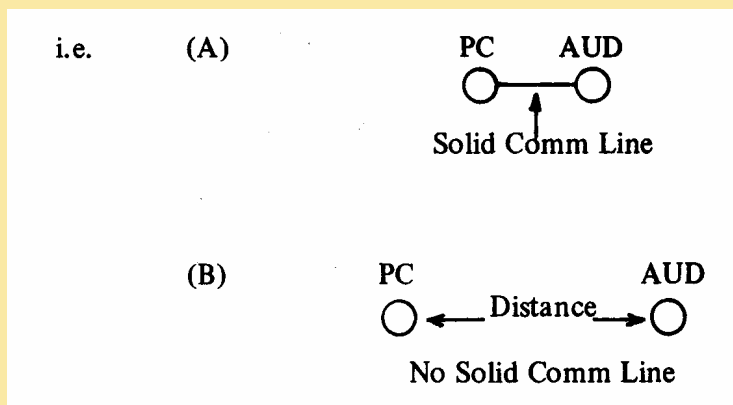 i.e. (A) PC AUD
Solid Comm Line
(B) PC AUD
Distance
No Solid Comm Line